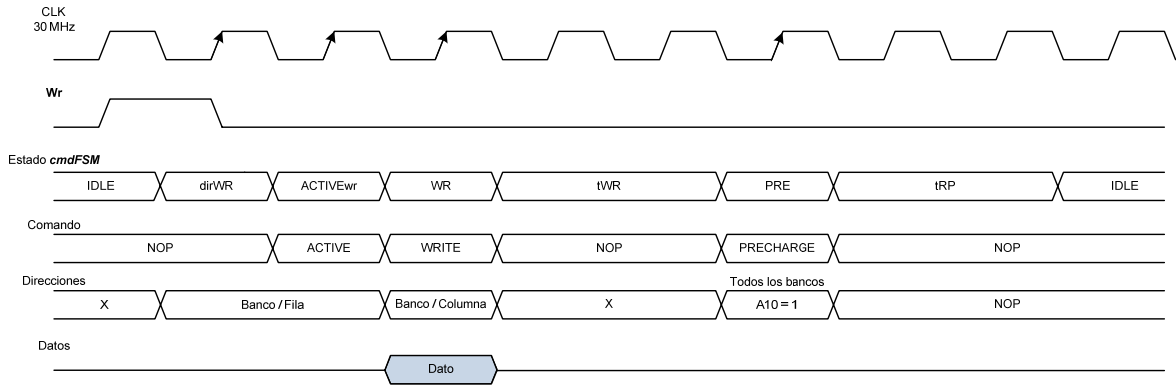 CLK
30 MHz
Wr
Estado cmdFSM
IDLE dirWR ACTIVEwr WR tWR PRE tRP IDLE
Comando
NOP ACTIVE WRITE NOP PRECHARGE NOP
Direcciones Todos los bancos
X Banco / Fila Banco / Columna X A10 = 1 NOP
Datos
Dato